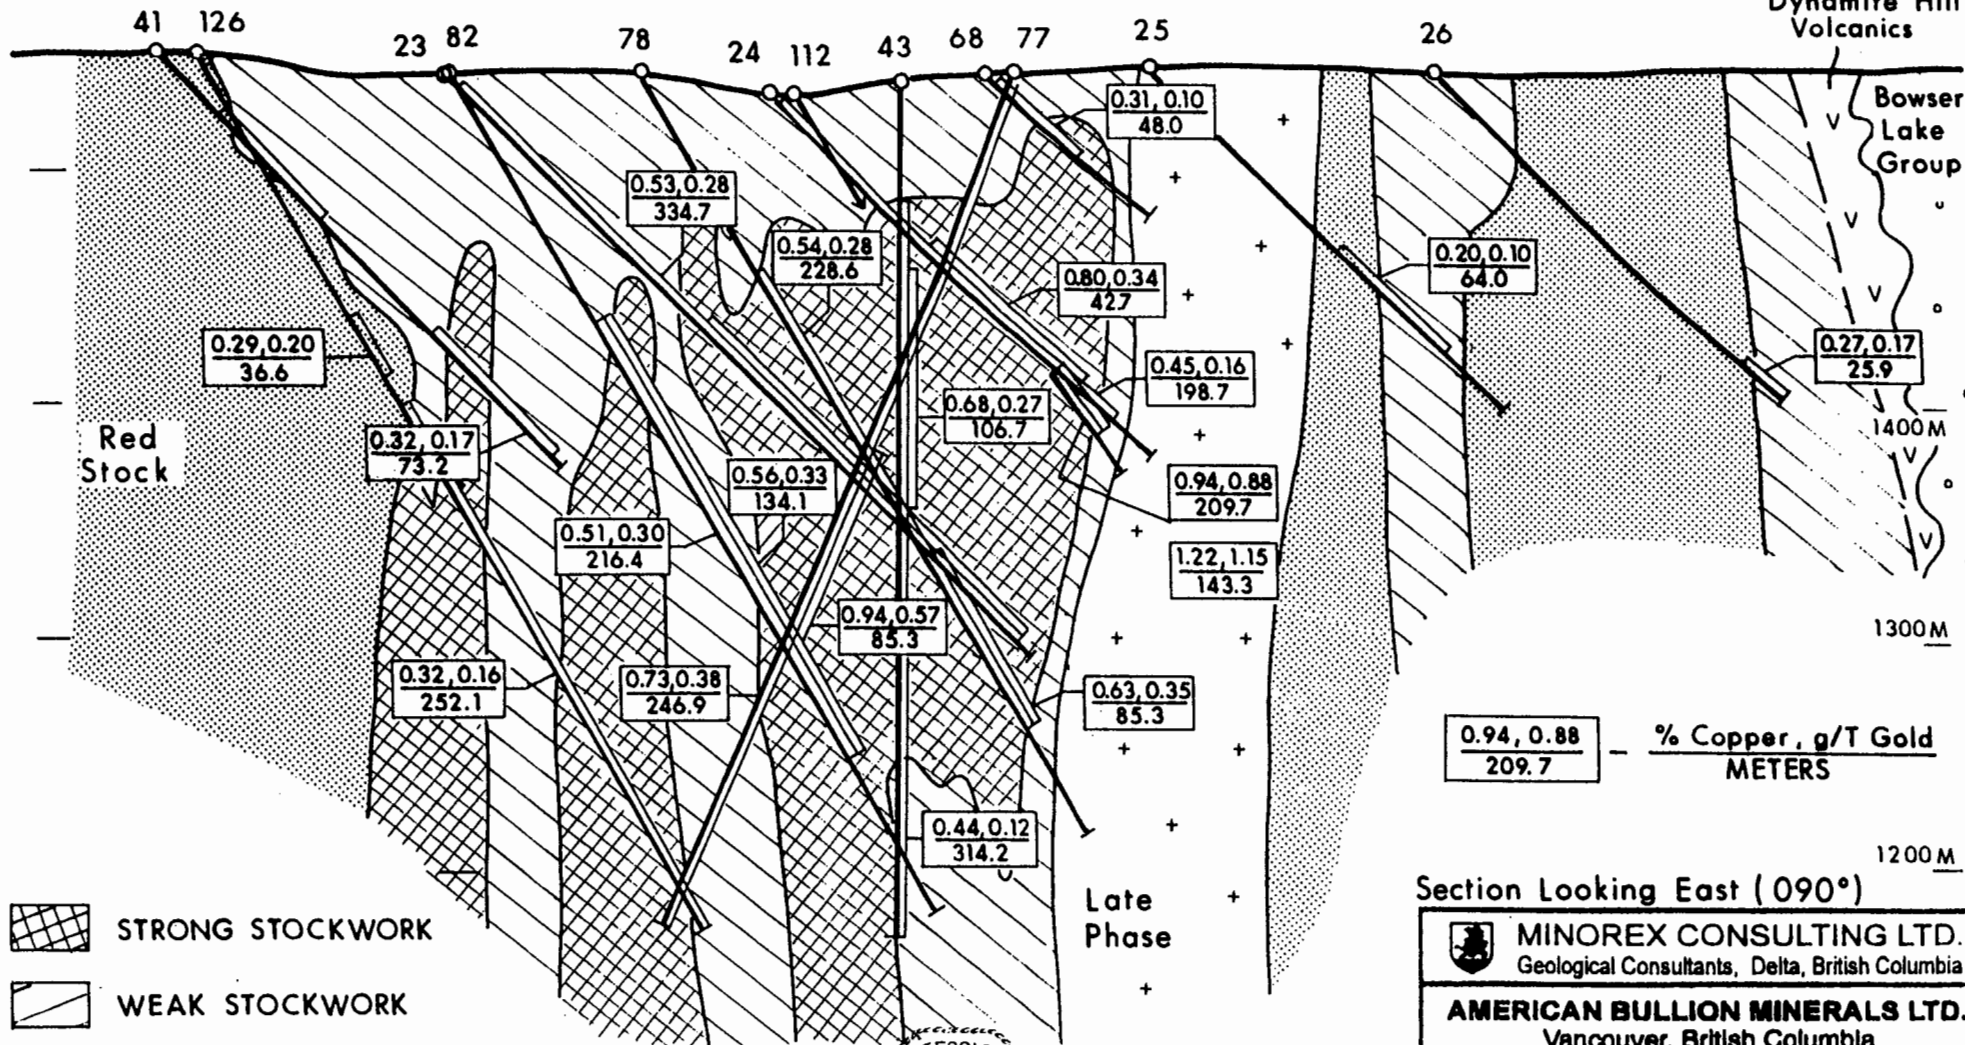 Dynamite Hill
Volcanics
41 126
23 82
78
24 112
43
68 77
25
26
Bowser
Lake
Group
0.31, 0.10
48.0
0.53, 0.28
334.7
0.54, 0.28
228.6
0.80, 0.34
42.7
0.20, 0.10
64.0
0.29, 0.20
36.6
0.27, 0.17
25.9
0.45, 0.16
198.7
0.68, 0.27
106.7
1400 M
Red
Stock
0.32, 0.17
73.2
0.56, 0.33
134.1
0.94, 0.88
209.7
0.51, 0.30
216.4
1.22, 1.15
143.3
0.94, 0.57
85.3
1300 M
0.32, 0.16
252.1
0.73, 0.38
246.9
0.63, 0.35
85.3
0.94, 0.88
209.7
- % Copper, g/T Gold
METERS
0.44, 0.12
314.2
1200 M
Late
Phase
Section Looking East (090°)
STRONG STOCKWORK
WEAK STOCKWORK
MINOREX CONSULTING LTD.
Geological Consultants, Delta, British Columbia
AMERICAN BULLION MINERALS LTD.
Vancouver, British Columbia